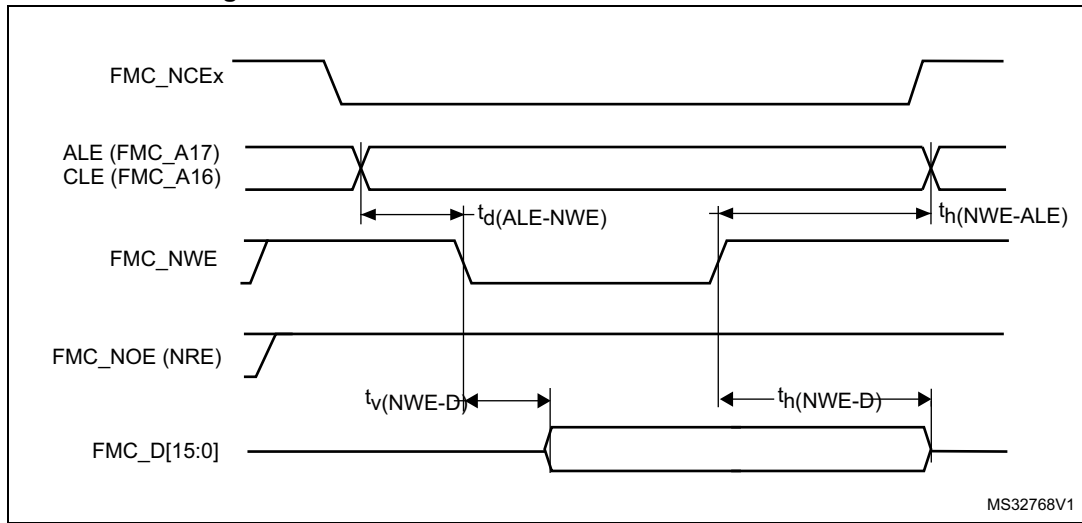 FMC_NCEx
ALE (FMC_A17)
CLE (FMC_A16)
td(ALE-NWE)
th(NWE-ALE)
FMC_NWE
FMC_NOE (NRE)
tv(NWE-D)
th(NWE-D)
FMC_D[15:0]
MS32768V1